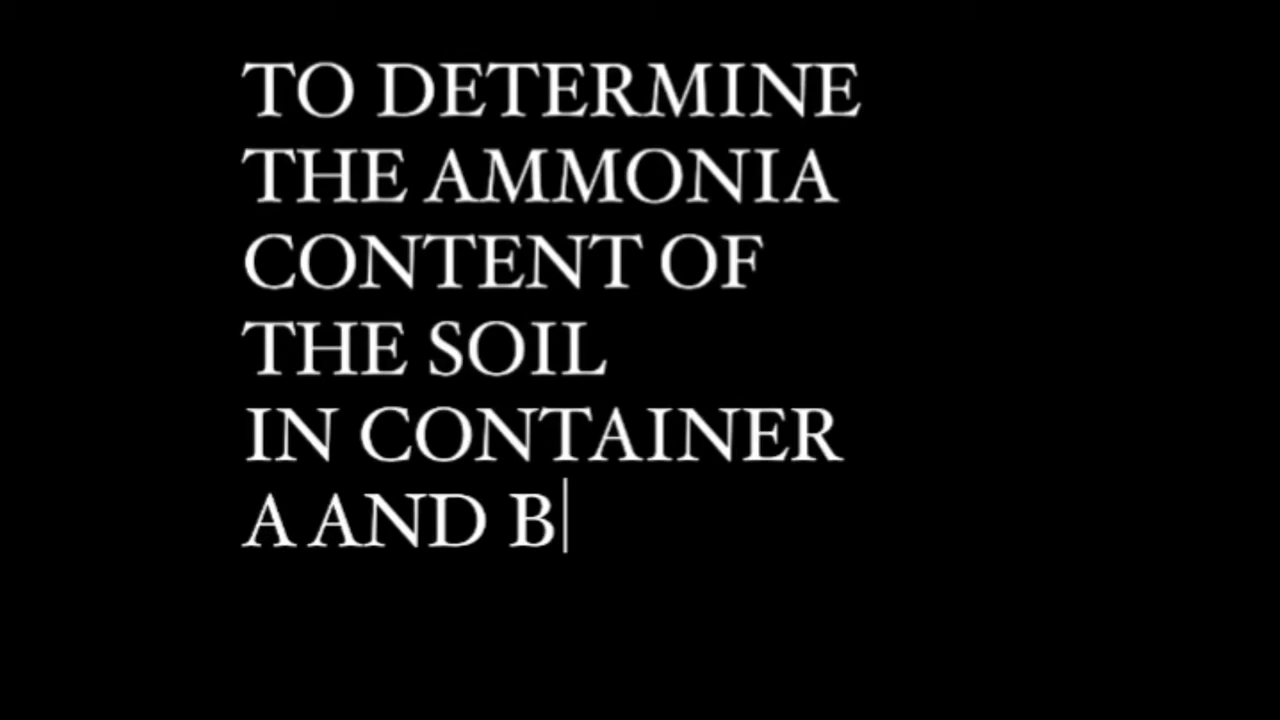 TO DETERMINE
THE AMMONIA
CONTENT OF
THE SOIL
IN CONTAINER
A AND B